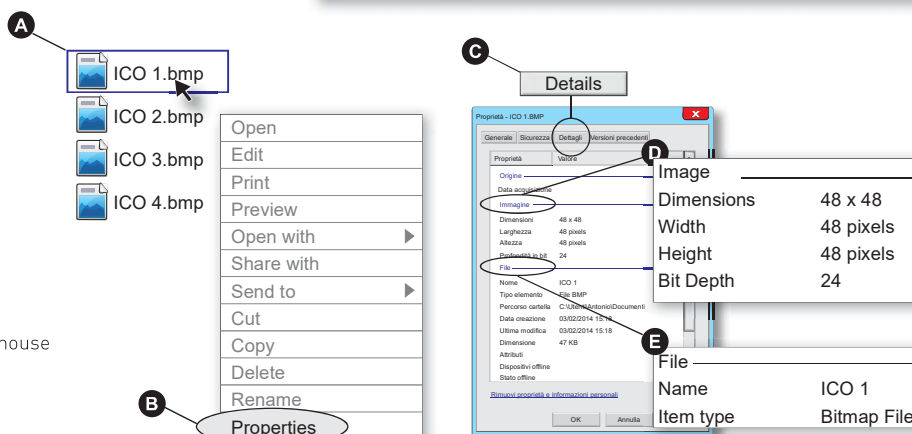 A
ICO 1.bmp
ICO 2.bmp
ICO 3.bmp
ICO 4.bmp
Open
Edit
Print
Preview
Open with
Share with
Send to
Cut
Copy
Delete
Rename
Properties
B
C
Details
Proprietà - ICO 1.BMP
x
Generale Sicurezza Dettagli Versioni precedenti
Proprietà Valore
Origine
Data acquisizione
Immagine
Dimensioni 48 x 48
Larghezza 48 pixels
Altezza 48 pixels
Profondità in bit 24
File
Nome ICO 1
Tipo elemento File BMP
Percorso cartella C:\Utenti\Antonio\Documenti
Data creazione 03/02/2014 15:18
Ultima modifica 03/02/2014 15:18
Dimensione 47 KB
Attributi
Dispositivi offline
Stato offline
Rimuovi proprietà e informazioni personali
OK Annulla
D
Image
Dimensions 48 x 48
Width 48 pixels
Height 48 pixels
Bit Depth 24
E
File
Name ICO 1
Item type Bitmap File